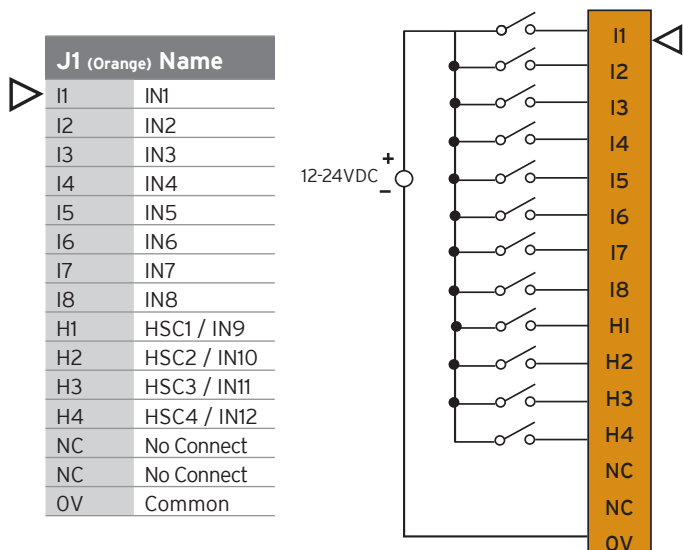 J1 (Orange) Name
I1 IN1
I2 IN2
I3 IN3
I4 IN4
I5 IN5
I6 IN6
I7 IN7
I8 IN8
H1 HSC1 / IN9
H2 HSC2 / IN10
H3 HSC3 / IN11
H4 HSC4 / IN12
NC No Connect
NC No Connect
0V Common
+
12-24VDC
−
I1
I2
I3
I4
I5
I6
I7
I8
HI
H2
H3
H4
NC
NC
0V